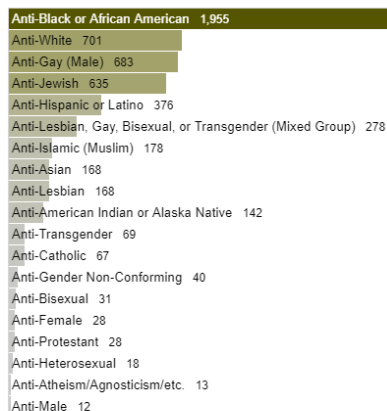 Anti-Black or African American 1,955
Anti-White 701
Anti-Gay (Male) 683
Anti-Jewish 635
Anti-Hispanic or Latino 376
Anti-Lesbian, Gay, Bisexual, or Transgender (Mixed Group) 278
Anti-Islamic (Muslim) 178
Anti-Asian 168
Anti-Lesbian 168
Anti-American Indian or Alaska Native 142
Anti-Transgender 69
Anti-Catholic 67
Anti-Gender Non-Conforming 40
Anti-Bisexual 31
Anti-Female 28
Anti-Protestant 28
Anti-Heterosexual 18
Anti-Atheism/Agnosticism/etc. 13
Anti-Male 12